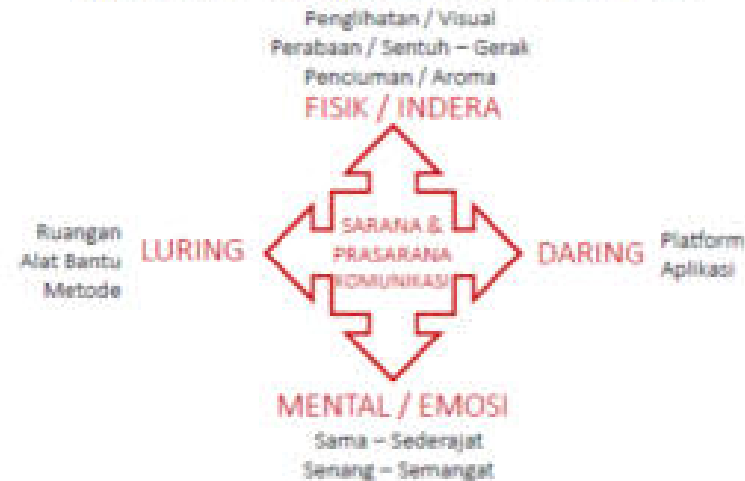 Penglihatan / Visual
Perabaan / Sentuh – Gerak
Penciuman / Aroma
FISIK / INDERA
Ruangan
Alat Bantu
Metode
LURING
SARANA &
PRASARANA
KOMUNIKASI
DARING
Platform
Aplikasi
MENTAL / EMOSI
Sama – Sederajat
Senang – Semangat